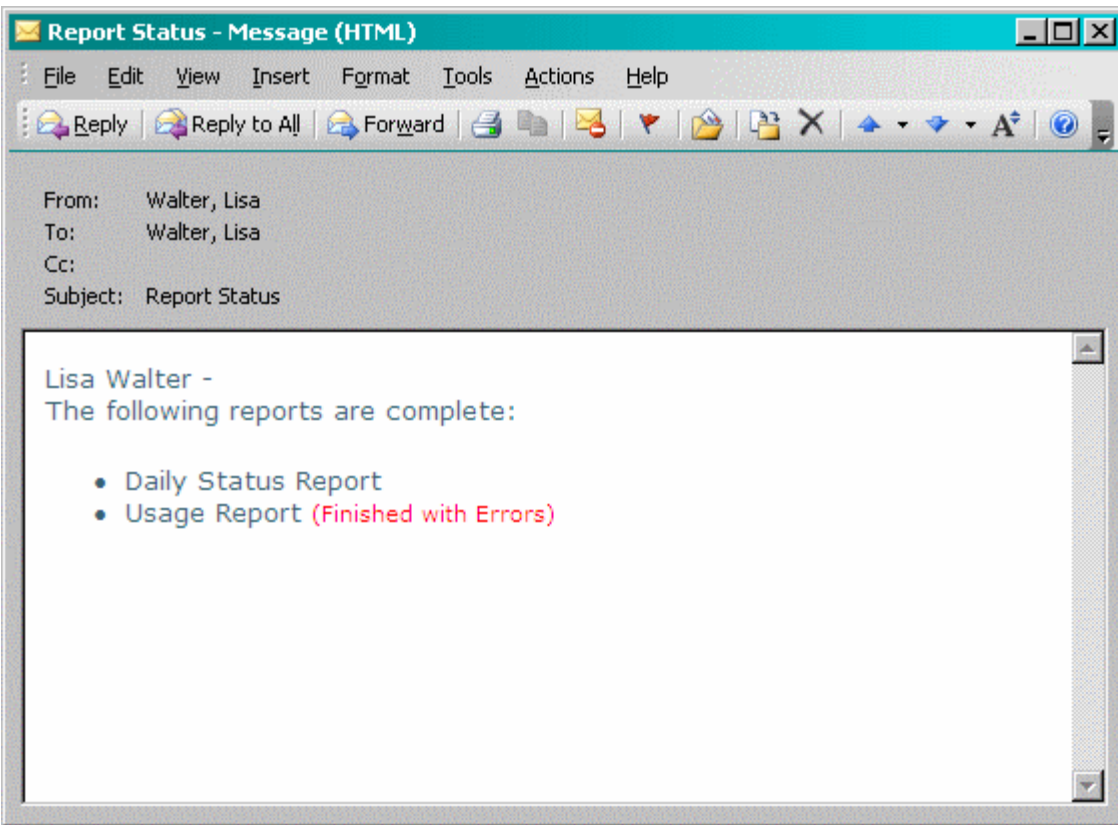 Report Status - Message (HTML)
File Edit View Insert Format Tools Actions Help
Reply Reply to All Forward A
From: Walter, Lisa
To: Walter, Lisa
Cc:
Subject: Report Status
Lisa Walter -
The following reports are complete:
• Daily Status Report
• Usage Report (Finished with Errors)